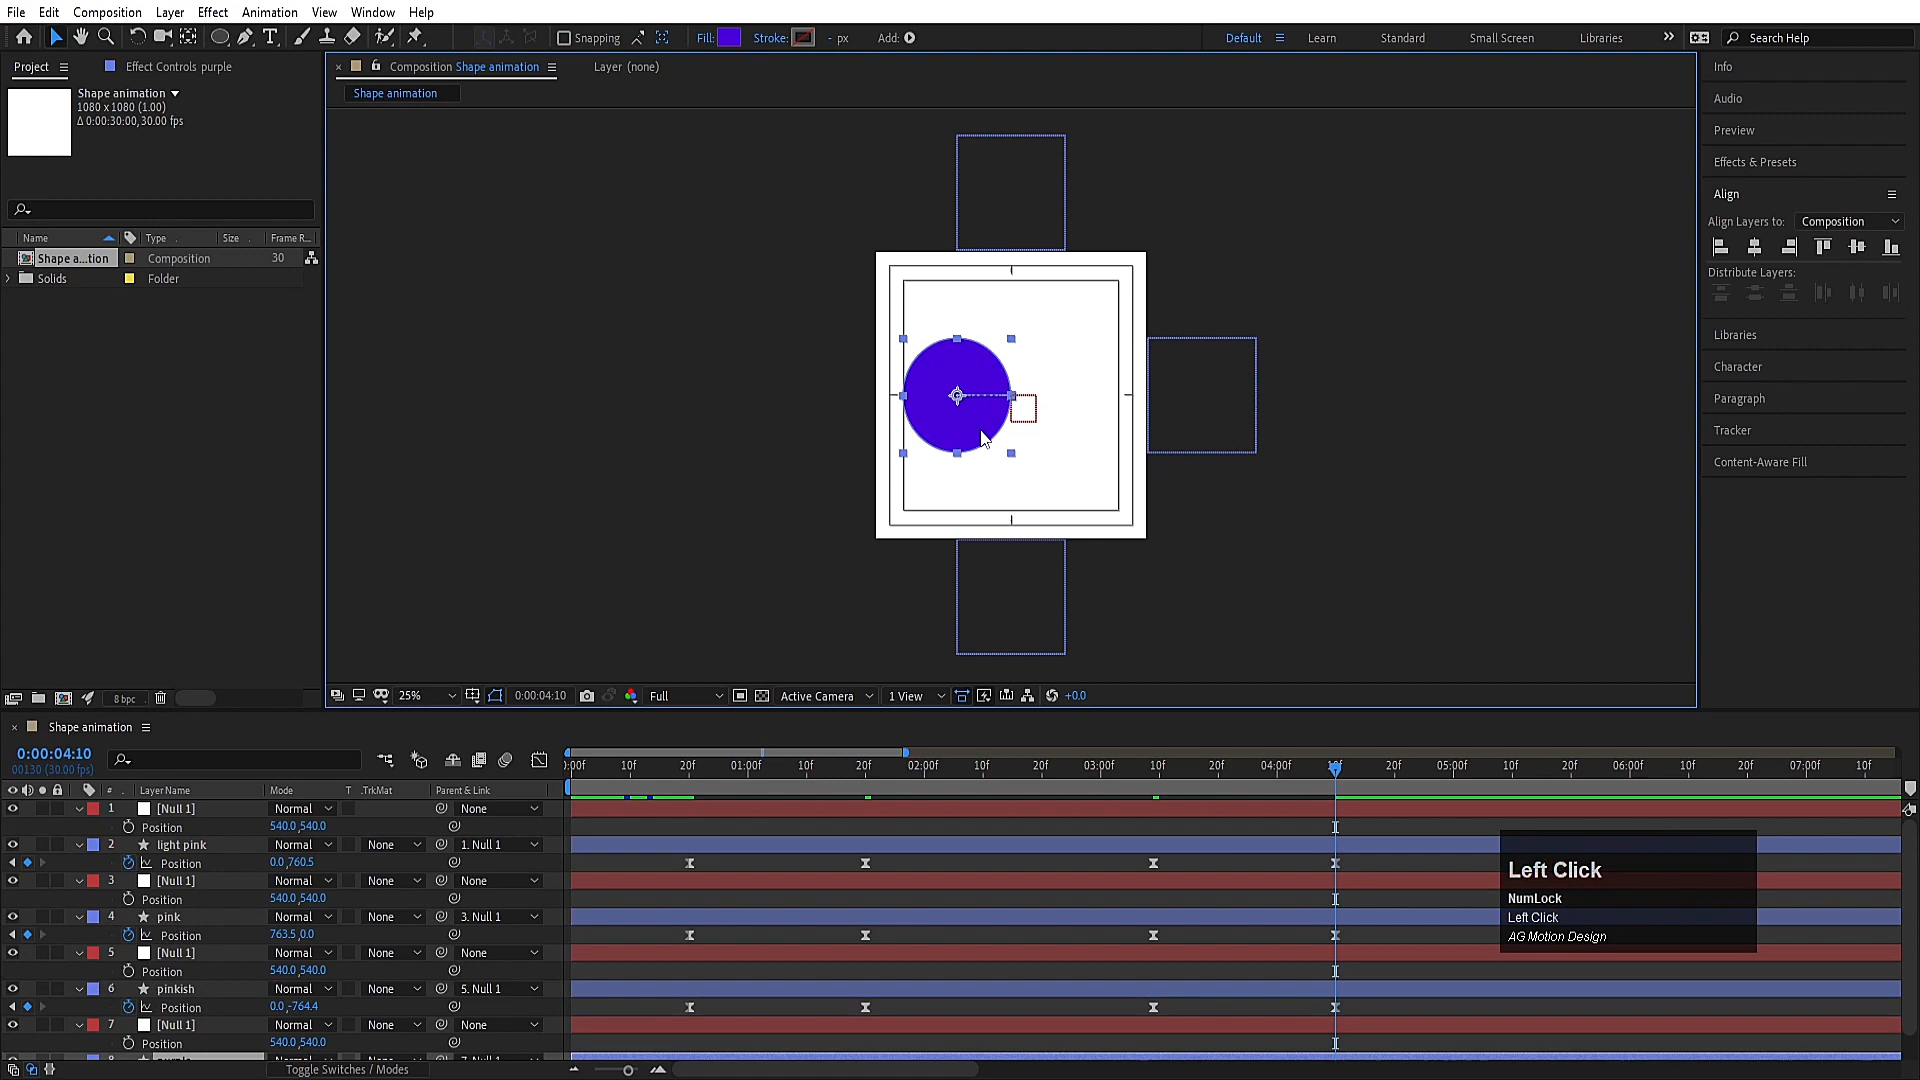 File Edit Composition Layer Effect Animation View Window Help
Snapping Fill: Stroke: - px Add: Default Learn Standard Small Screen Libraries Search Help
Project Effect Controls purple
Composition Shape animation Layer (none)
Shape animation
1080 x 1080 (1.00)
Δ 0:00:30:00, 30.00 fps
Shape animation
Name Type Size Frame R...
Shape a...tion Composition 30
Solids Folder
8 bpc
25% 0:00:04:10 Full Active Camera 1 View +0.0
Info
Audio
Preview
Effects & Presets
Align
Align Layers to: Composition
Distribute Layers:
Libraries
Character
Paragraph
Tracker
Content-Aware Fill
Shape animation
0:00:04:10
00130 (30.00 fps)
:00f 10f 20f 01:00f 10f 20f 02:00f 10f 20f 03:00f 10f 20f 04:00f 20f 05:00f 10f 20f 06:00f 10f 20f 07:00f 10f
# Layer Name Mode T .TrkMat Parent & Link
1 [Null 1] Normal None
Position 540.0,540.0
2 light pink Normal None 1. Null 1
Position 0.0,760.5
3 [Null 1] Normal None
Position 540.0,540.0
4 pink Normal None 3. Null 1
Position 763.5,0.0
5 [Null 1] Normal None None
Position 540.0,540.0
6 pinkish Normal None 5. Null 1
Position 0.0,-764.4
7 [Null 1] Normal None None
Position 540.0,540.0
Toggle Switches / Modes
Left Click
NumLock
Left Click
AG Motion Design